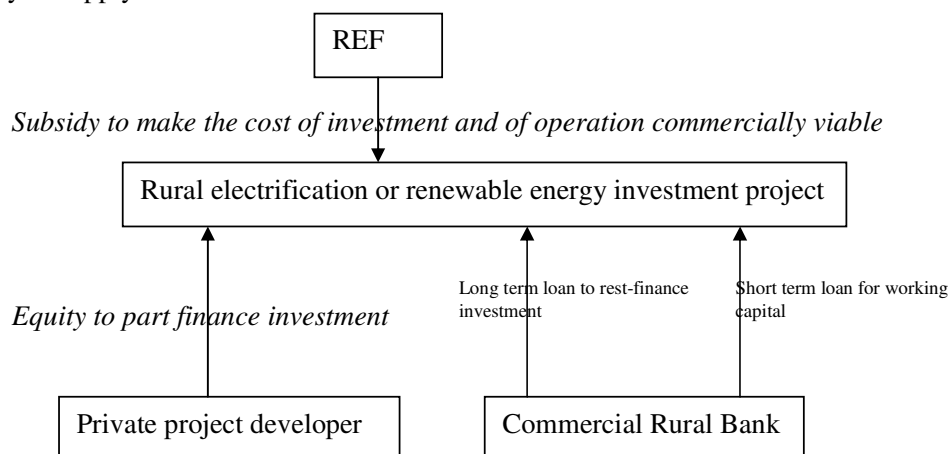 REF
Subsidy to make the cost of investment and of operation commercially viable
Rural electrification or renewable energy investment project
Long term loan to rest-finance
investment
Short term loan for working
capital
Equity to part finance investment
Private project developer
Commercial Rural Bank